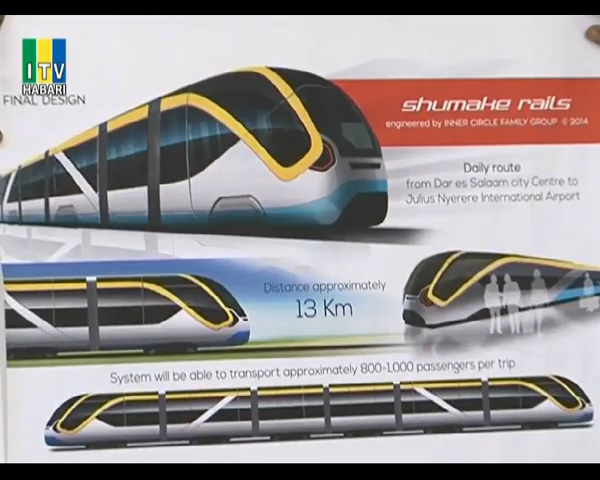 ITV
HABARI
FINAL DESIGN
shumake rails
engineered by INNER CIRCLE FAMILY GROUP © 2014
Daily route
from Dar es Salaam city Centre to
Julius Nyerere International Airport
Distance approximately
13 Km
System will be able to transport approximately 800-1,000 passengers per trip